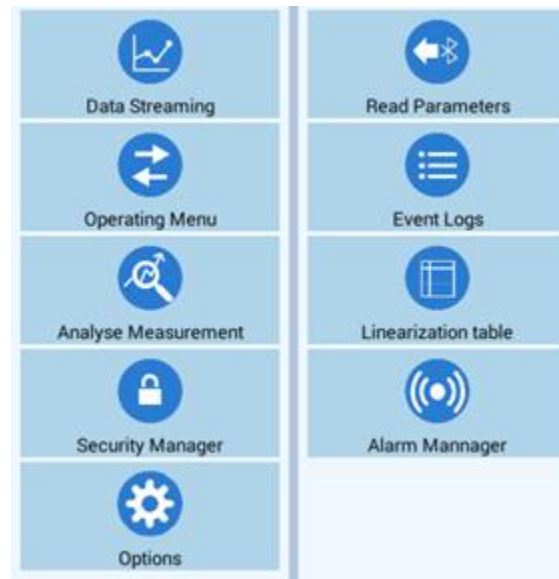 Data Streaming
Read Parameters
Operating Menu
Event Logs
Analyse Measurement
Linearization table
Security Manager
Alarm Mannager
Options